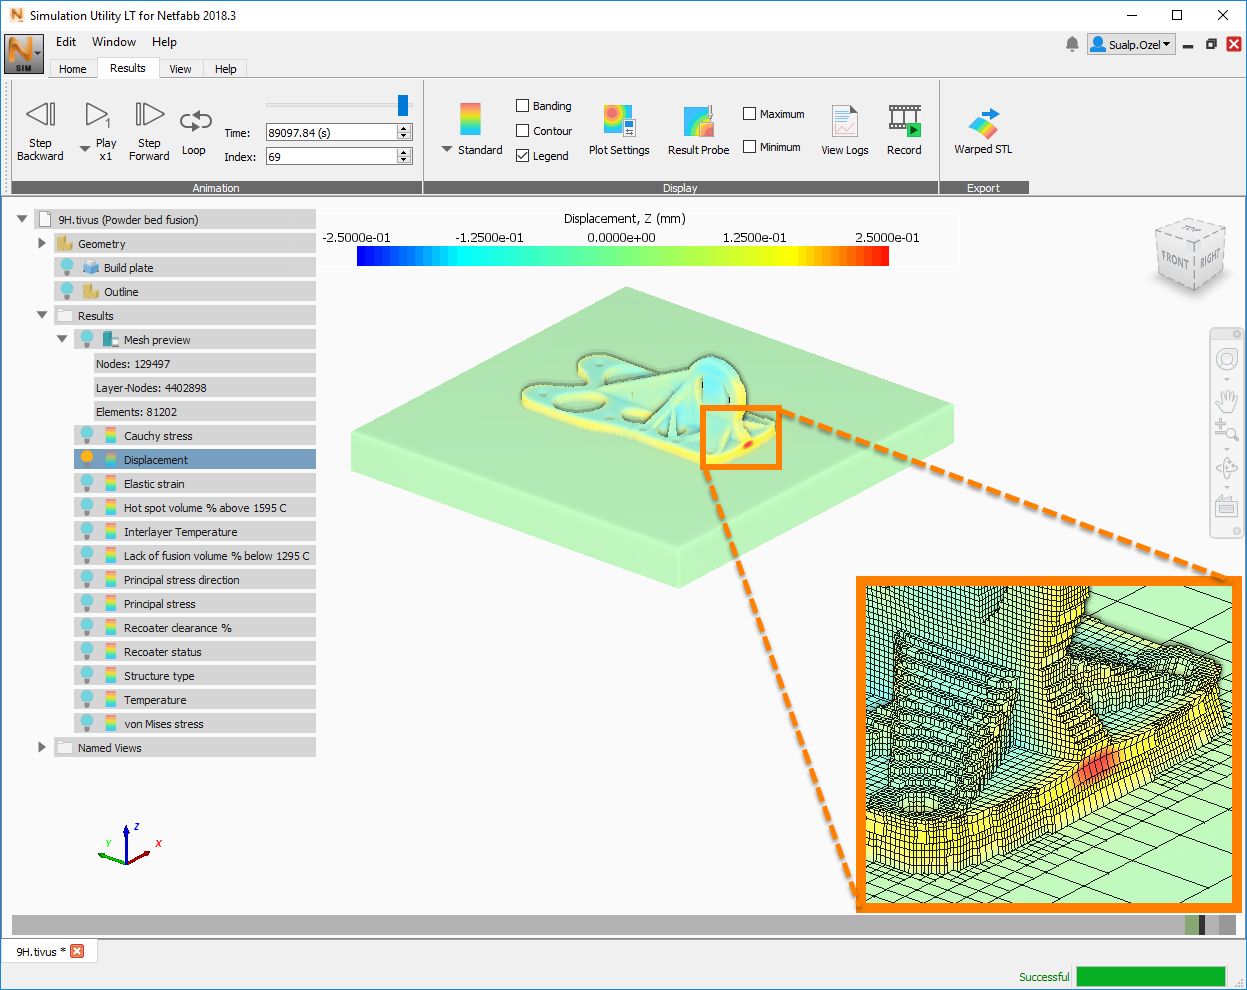 Simulation Utility LT for Netfabb 2018.3
Edit Window Help
Sualp.Ozel
SIM
Home Results View Help
Step Backward
Play x1
1
Step Forward
Loop
Time: 89097.84 (s)
Index: 69
Standard
Banding
Contour
Legend
Plot Settings
Result Probe
Maximum
Minimum
View Logs
Record
Warped STL
Animation Display Export
9H.tivus (Powder bed fusion)
Geometry
Build plate
Outline
Results
Mesh preview
Nodes: 129497
Layer-Nodes: 4402898
Elements: 81202
Cauchy stress
Displacement
Elastic strain
Hot spot volume % above 1595 C
Interlayer Temperature
Lack of fusion volume % below 1295 C
Principal stress direction
Principal stress
Recoater clearance %
Recoater status
Structure type
Temperature
von Mises stress
Named Views
Displacement, Z (mm)
-2.5000e-01 -1.2500e-01 0.0000e+00 1.2500e-01 2.5000e-01
TOP
FRONT RIGHT
Z
Y X
9H.tivus *
Successful